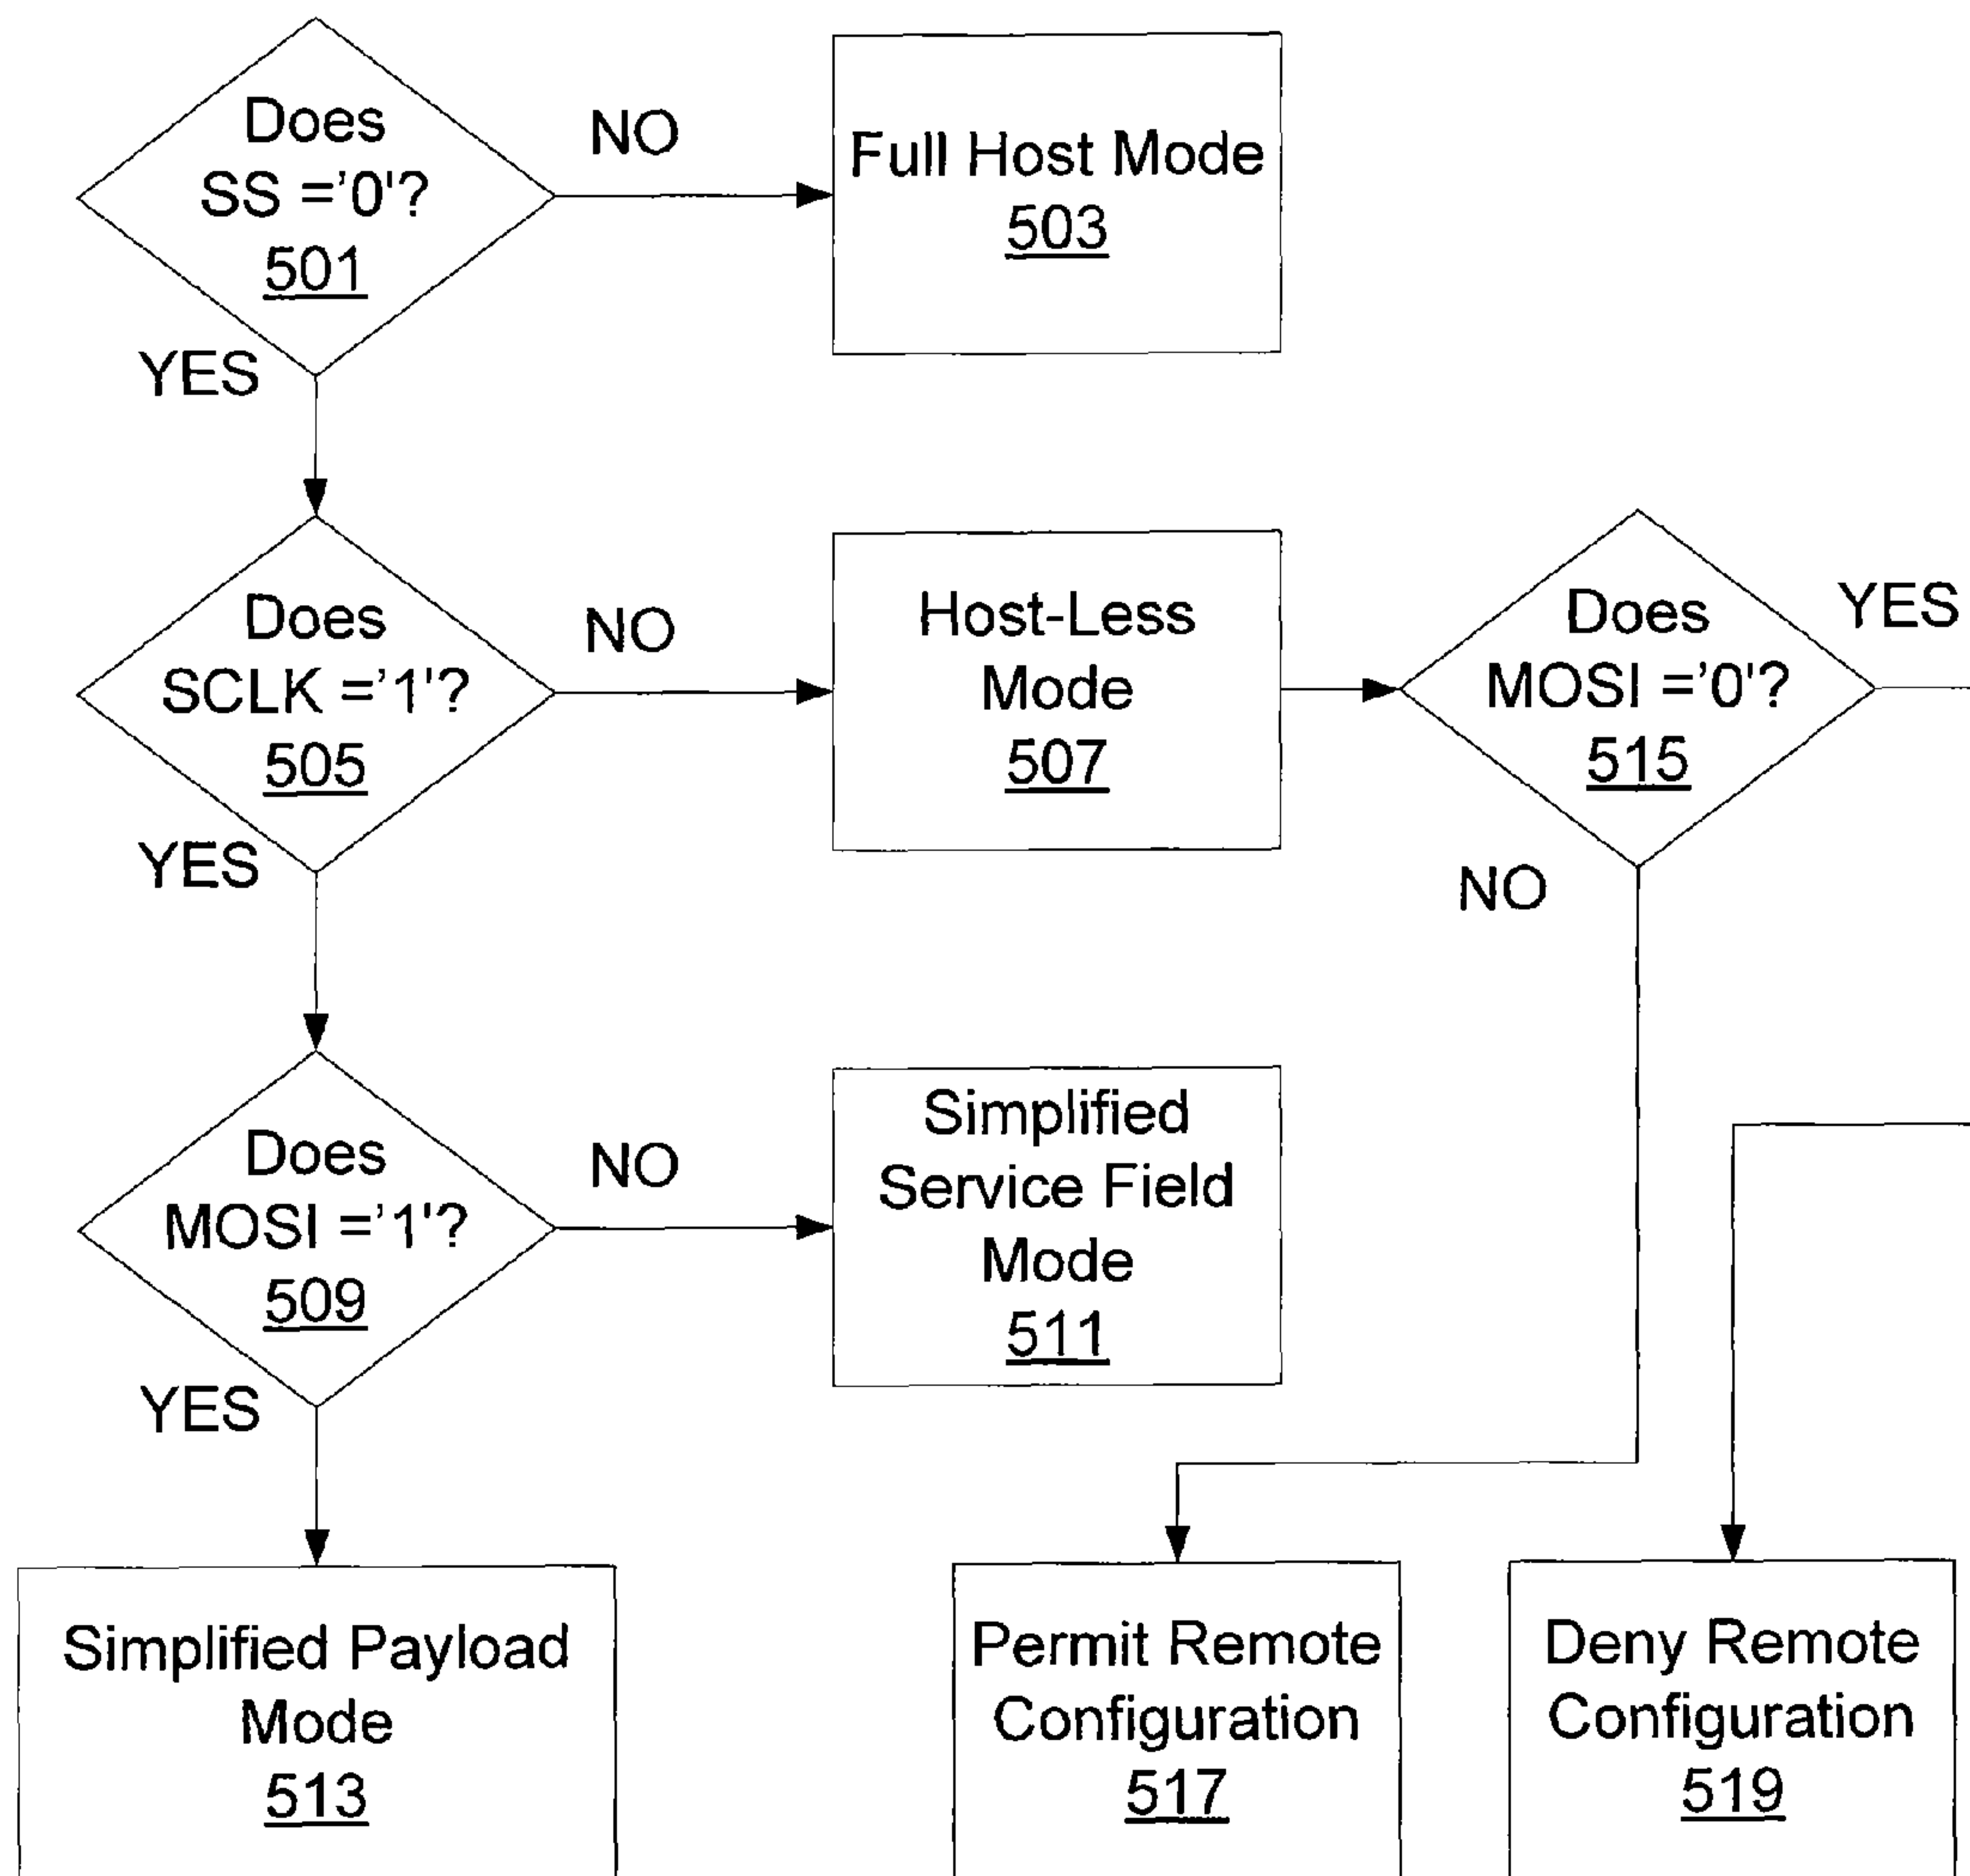 Does
SS ='0'?
501
NO
Full Host Mode
503
YES
Does
SCLK ='1'?
505
NO
Host-Less
Mode
507
Does
MOSI ='0'?
515
YES
NO
YES
Does
MOSI ='1'?
509
NO
Simplified
Service Field
Mode
511
YES
Simplified Payload
Mode
513
Permit Remote
Configuration
517
Deny Remote
Configuration
519